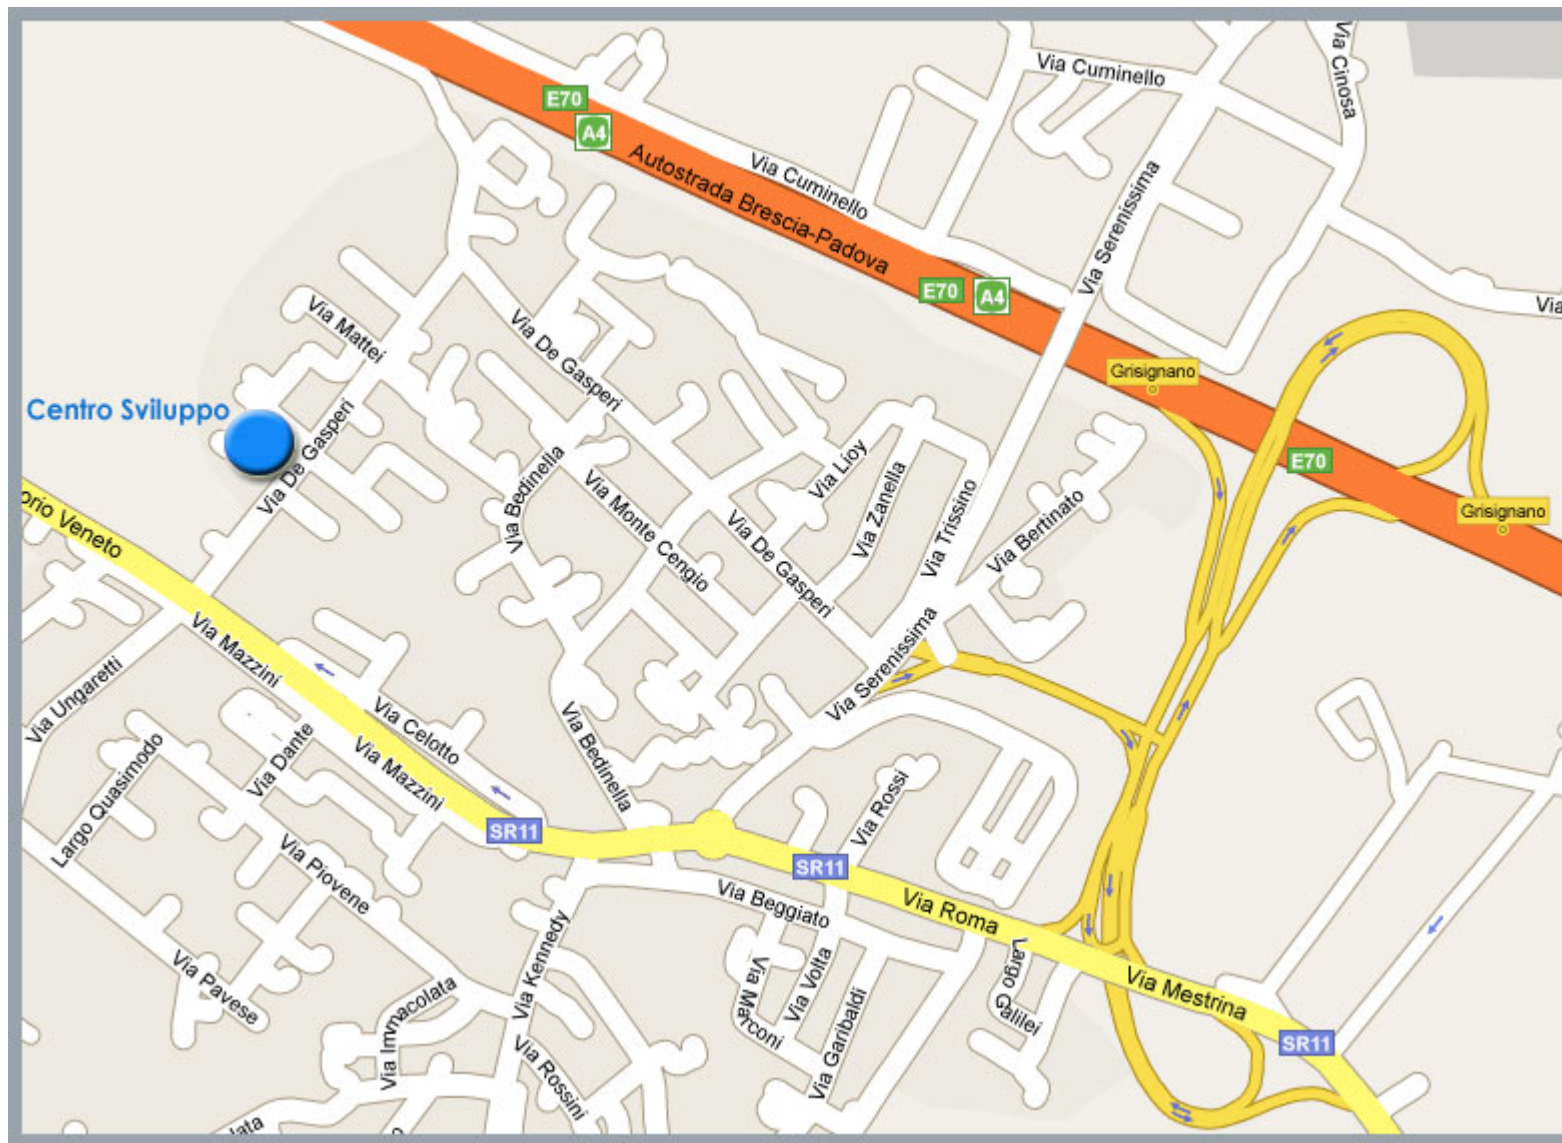 Via Cuminello
Via Cinosa
E70
A4
Autostrada Brescia-Padova
Via Cuminello
Via Serenissima
E70
A4
Via
Via Mattei
Via De Gasperi
Grisignano
Centro Sviluppo
Via De Gasperi
E70
Via Lioy
Via Bedinella
Via Zanella
Via Monte Cengio
Via Trissino
Via Bertinato
Grisignano
orio Veneto
Via De Gasperi
Via Mazzini
Via Serenissima
Via Ungaretti
Via Celotto
Via Bedinella
Via Dante
Via Mazzini
Largo Quasimodo
Via Rossi
SR11
SR11
Via Piovene
Via Beggiato
Via Roma
Via Pavese
Via Kennedy
Via Volta
Via Marconi
Largo Galilei
Via Mestrina
Via Immacolata
Via Garibaldi
SR11
Via Rossini
lata